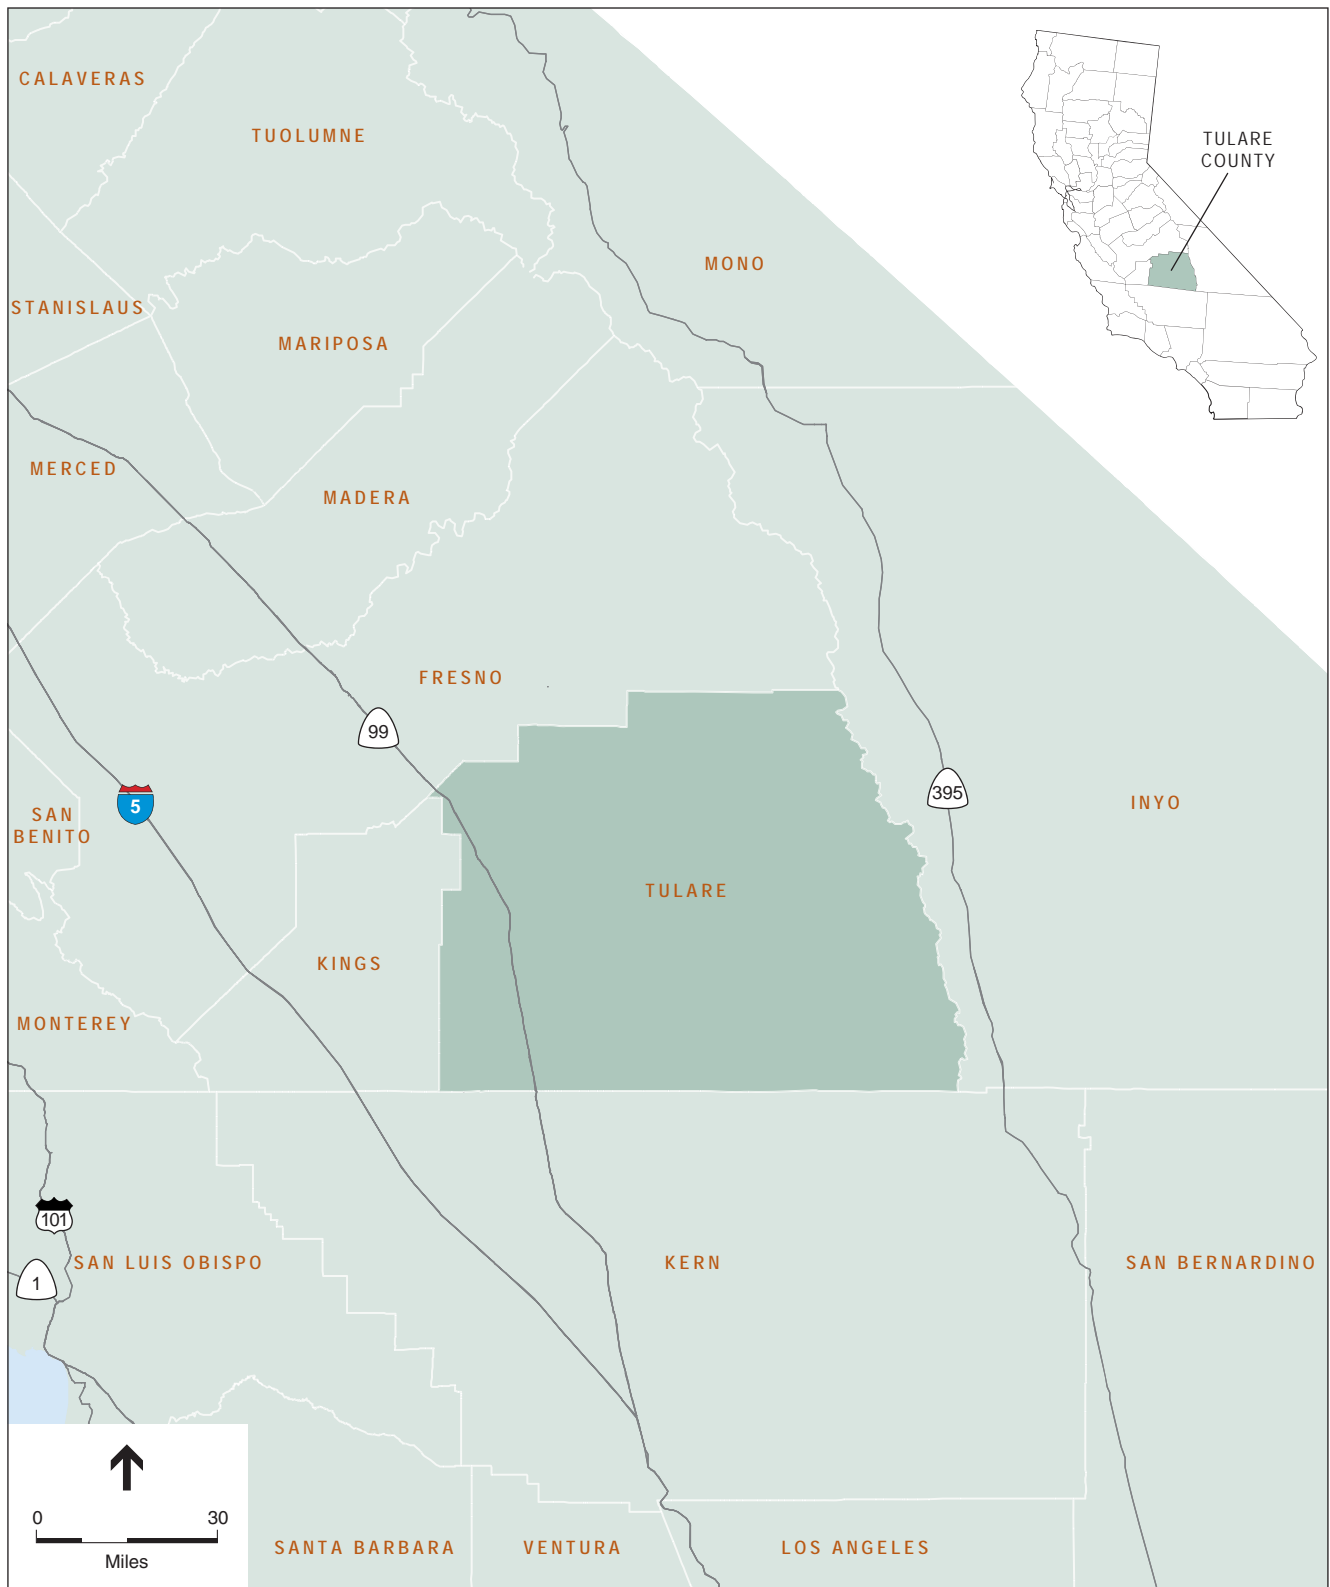 CALAVERAS
TUOLUMNE
TULARE
COUNTY
MONO
STANISLAUS
MARIPOSA
MERCED
MADERA
FRESNO
99
395
5
SAN
BENITO
INYO
TULARE
KINGS
MONTEREY
101
1
SAN LUIS OBISPO
KERN
SAN BERNARDINO
0 30
Miles
SANTA BARBARA
VENTURA
LOS ANGELES